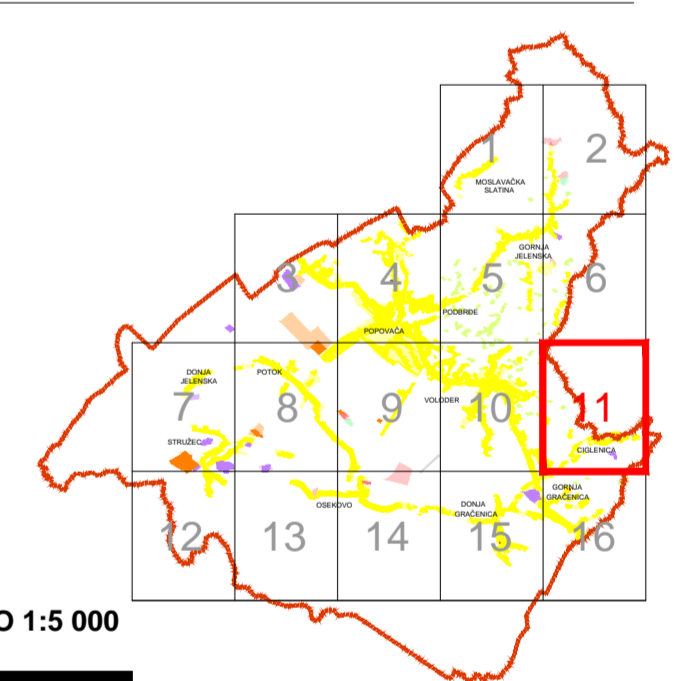 1
2
MOSLAVAČKA
SLATINA
3
4
5
6
GORNJA
JELENSKA
PODBRĐE
POPOVAČA
DONJA
JELENSKA
POTOK
7
8
9
VOLODER
10
11
STRUŽEC
CIGLENICA
OSEKOVO
DONJA
GRAČENICA
GORNJA
GRAČENICA
12
13
14
15
16
O 1:5 000